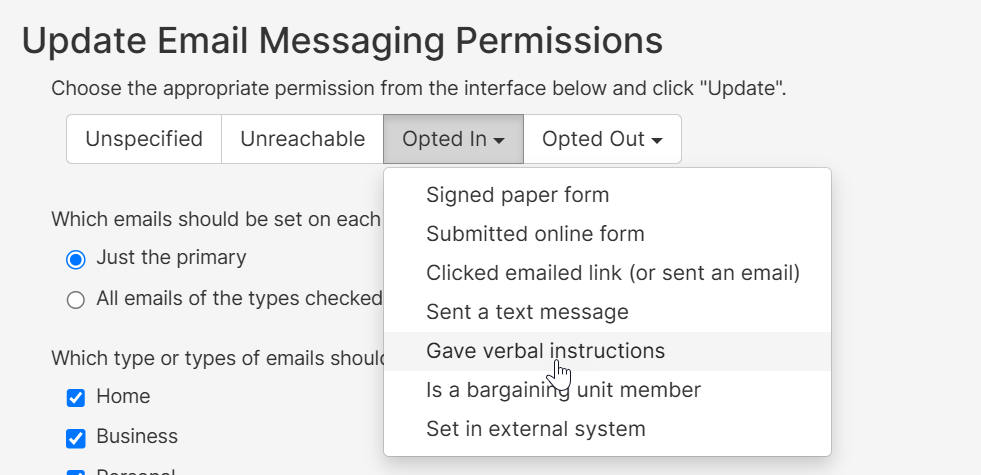 Update Email Messaging Permissions
Choose the appropriate permission from the interface below and click "Update".
Unspecified Unreachable Opted In Opted Out
Signed paper form
Which emails should be set on each
Submitted online form
Just the primary
Clicked emailed link (or sent an email)
All emails of the types checked
Sent a text message
Gave verbal instructions
Which type or types of emails
Is a bargaining unit member
Home
Set in external system
Business
Personal